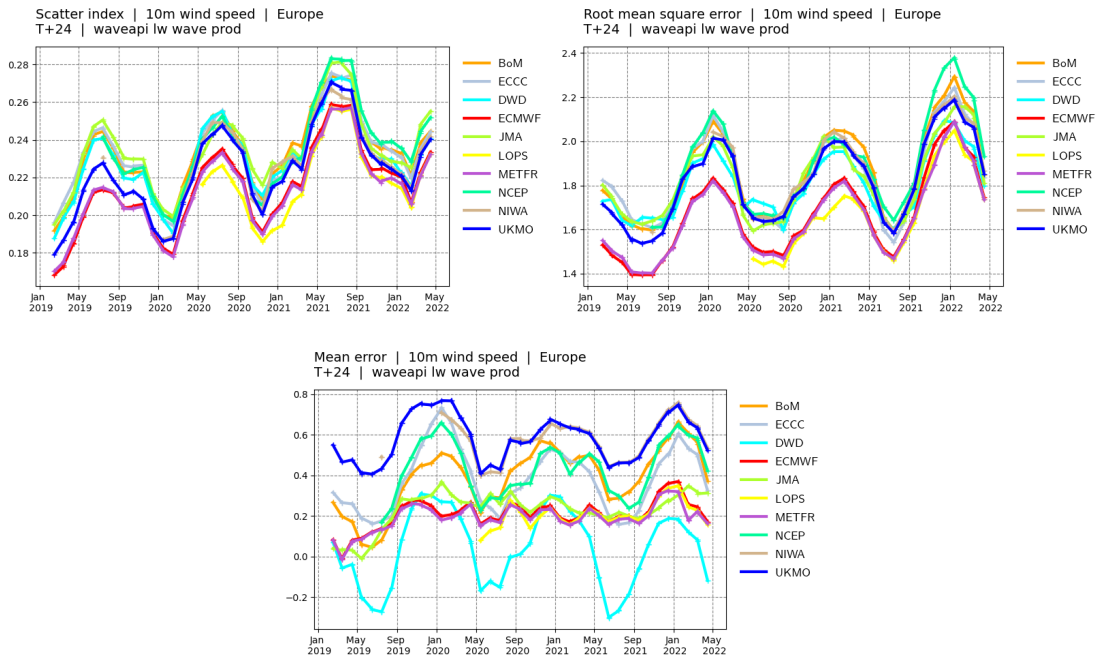 Scatter index | 10m wind speed | Europe
T+24 | waveapi lw wave prod
0.28
0.26
0.24
0.22
0.20
0.18
Jan 2019
May 2019
Sep 2019
Jan 2020
May 2020
Sep 2020
Jan 2021
May 2021
Sep 2021
Jan 2022
May 2022
BoM
ECCC
DWD
ECMWF
JMA
LOPS
METFR
NCEP
NIWA
UKMO
Root mean square error | 10m wind speed | Europe
T+24 | waveapi lw wave prod
2.4
2.2
2.0
1.8
1.6
1.4
Jan 2019
May 2019
Sep 2019
Jan 2020
May 2020
Sep 2020
Jan 2021
May 2021
Sep 2021
Jan 2022
May 2022
BoM
ECCC
DWD
ECMWF
JMA
LOPS
METFR
NCEP
NIWA
UKMO
Mean error | 10m wind speed | Europe
T+24 | waveapi lw wave prod
0.8
0.6
0.4
0.2
0.0
−0.2
Jan 2019
May 2019
Sep 2019
Jan 2020
May 2020
Sep 2020
Jan 2021
May 2021
Sep 2021
Jan 2022
May 2022
BoM
ECCC
DWD
ECMWF
JMA
LOPS
METFR
NCEP
NIWA
UKMO